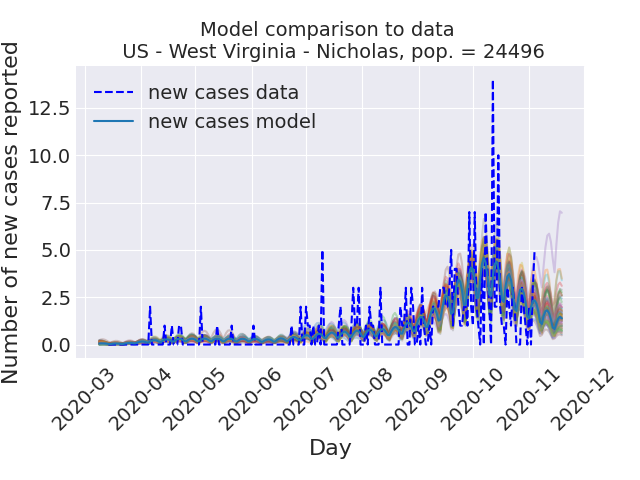 Model comparison to data
US - West Virginia - Nicholas, pop. = 24496
Number of new cases reported
12.5
10.0
7.5
5.0
2.5
0.0
new cases data
new cases model
2020-03
2020-04
2020-05
2020-06
2020-07
2020-08
2020-09
2020-10
2020-11
2020-12
Day